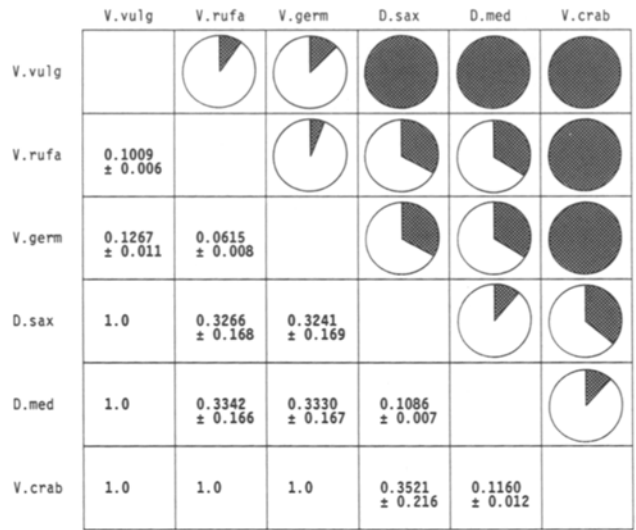 V.vulg V.rufa V.germ D.sax D.med V.crab
V.vulg
V.rufa 0.1009
± 0.006
V.germ 0.1267 0.0615
± 0.011 ± 0.008
D.sax 1.0 0.3266 0.3241
± 0.168 ± 0.169
D.med 1.0 0.3342 0.3330 0.1086
± 0.166 ± 0.167 ± 0.007
V.crab 1.0 1.0 1.0 0.3521 0.1160
± 0.216 ± 0.012